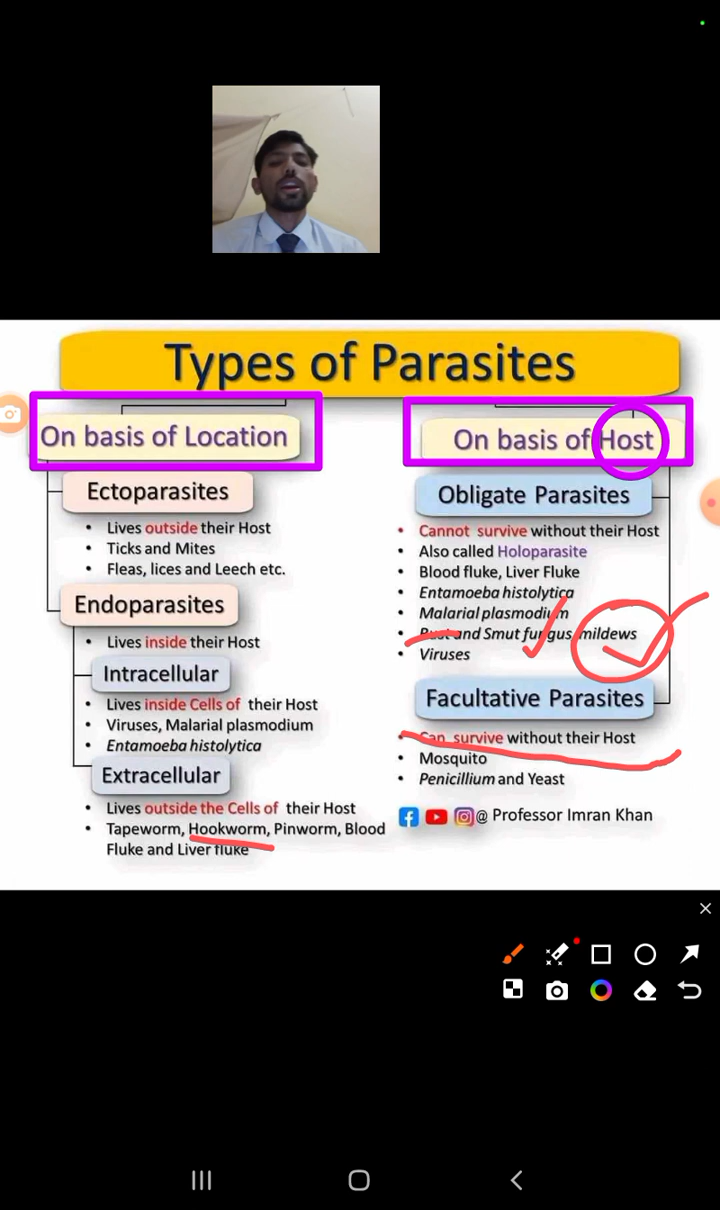 Types of Parasites
On basis of Location
Ectoparasites
• Lives outside their Host
• Ticks and Mites
• Fleas, lices and Leech etc.
Endoparasites
• Lives inside their Host
Intracellular
• Lives inside Cells of their Host
• Viruses, Malarial plasmodium
• Entamoeba histolytica
Extracellular
• Lives outside the Cells of their Host
• Tapeworm, Hookworm, Pinworm, Blood
Fluke and Liver fluke
On basis of Host
Obligate Parasites
• Cannot survive without their Host
• Also called Holoparasite
• Blood fluke, Liver Fluke
• Entamoeba histolytica
• Malarial plasmodium
• Rust and Smut fungus mildews
• Viruses
Facultative Parasites
• Can survive without their Host
• Mosquito
• Penicillium and Yeast
@ Professor Imran Khan